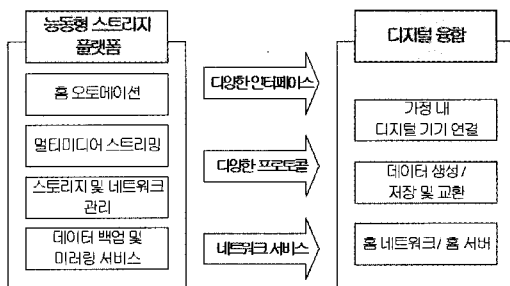 능동형 스토리지
플랫폼
홈 오토메이션
멀티미디어 스트리밍
스토리지 및 네트워크
관리
데이터 백업 및
미러링 서비스
다양한 인터페이스
다양한 프로토콜
네트워크 서비스
디지털 융합
가정 내
디지털 기기 연결
데이터 생성 /
저장 및 교환
홈 네트워크 / 홈 서버